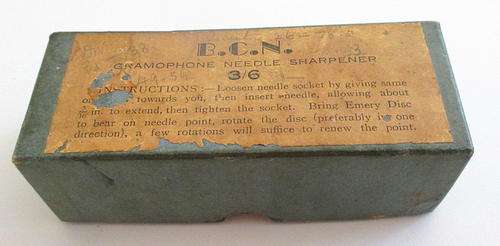 B.C.N.
GRAMOPHONE NEEDLE SHARPENER
3/6
INSTRUCTIONS :— Loosen needle socket by giving same
towards you, then insert needle, allowing about
in. to extend, then tighten the socket. Bring Emery Disc
to bear on needle point, rotate the disc (preferably in one
direction), a few rotations will suffice to renew the point.